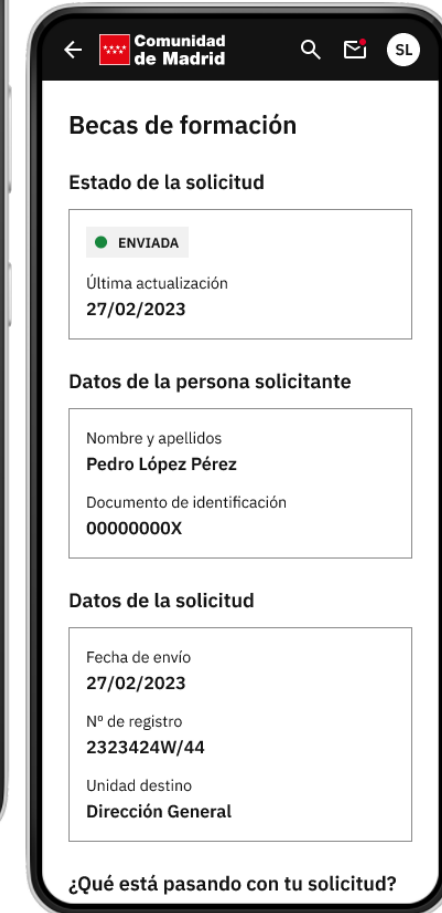 Comunidad
de Madrid
SL
Becas de formación
Estado de la solicitud
ENVIADA
Última actualización
27/02/2023
Datos de la persona solicitante
Nombre y apellidos
Pedro López Pérez
Documento de identificación
00000000X
Datos de la solicitud
Fecha de envío
27/02/2023
Nº de registro
2323424W/44
Unidad destino
Dirección General
¿Qué está pasando con tu solicitud?